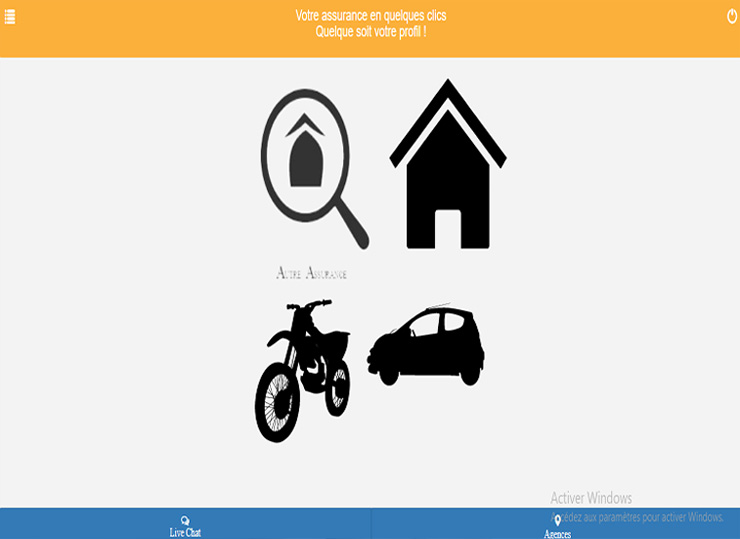 Votre assurance en quelques clics
Quelque soit votre profil !
Autre Assurance
Activer Windows
Accédez aux paramètres pour activer Windows.
Live Chat
Agences